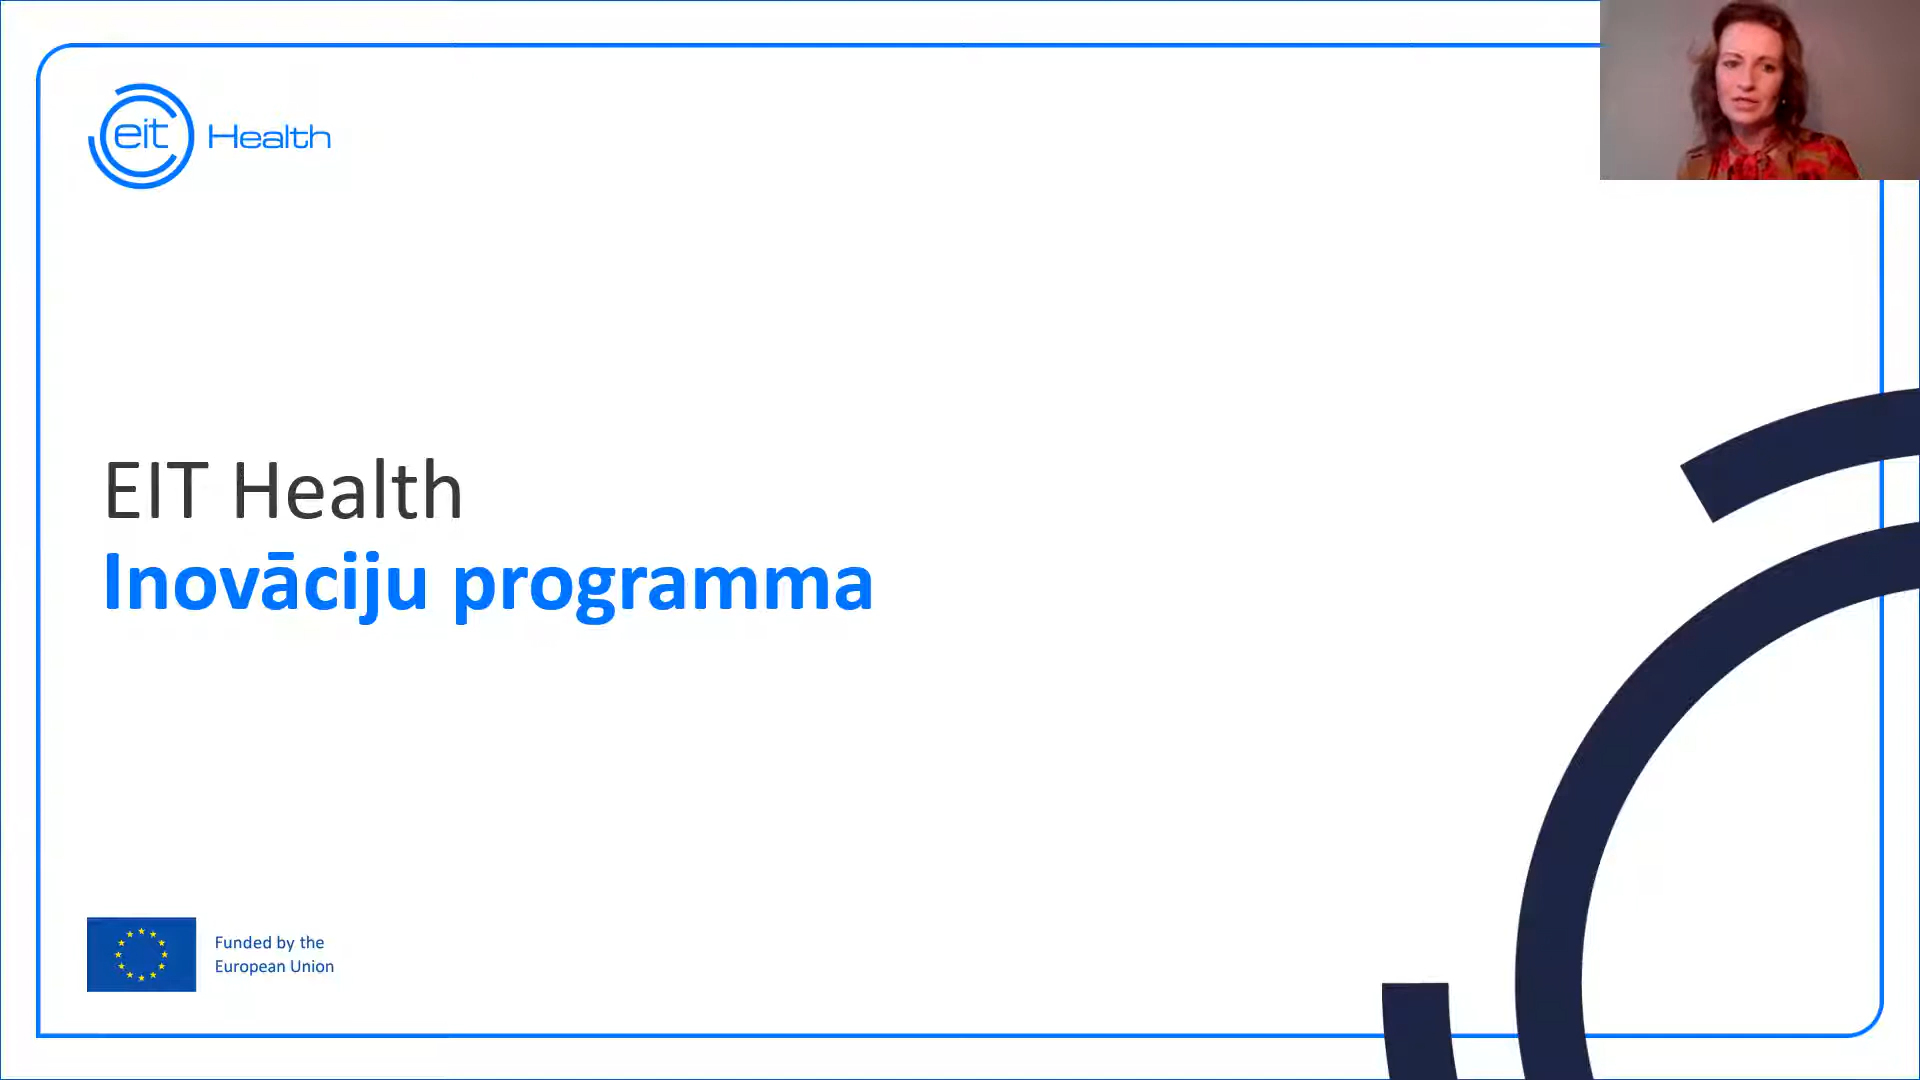 eit Health
EIT Health
Inovāciju programma
Funded by the
European Union